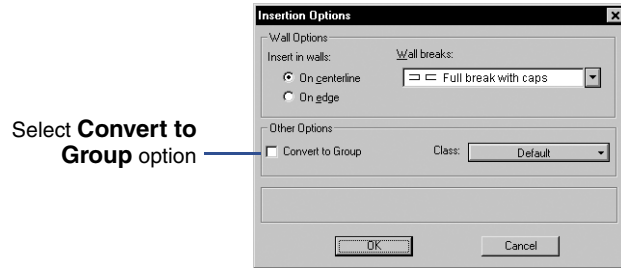 Insertion Options
Wall Options
Insert in walls:
On centerline
On edge
Wall breaks:
Full break with caps
Select Convert to
Group option
Other Options
Convert to Group
Class:
Default
OK
Cancel